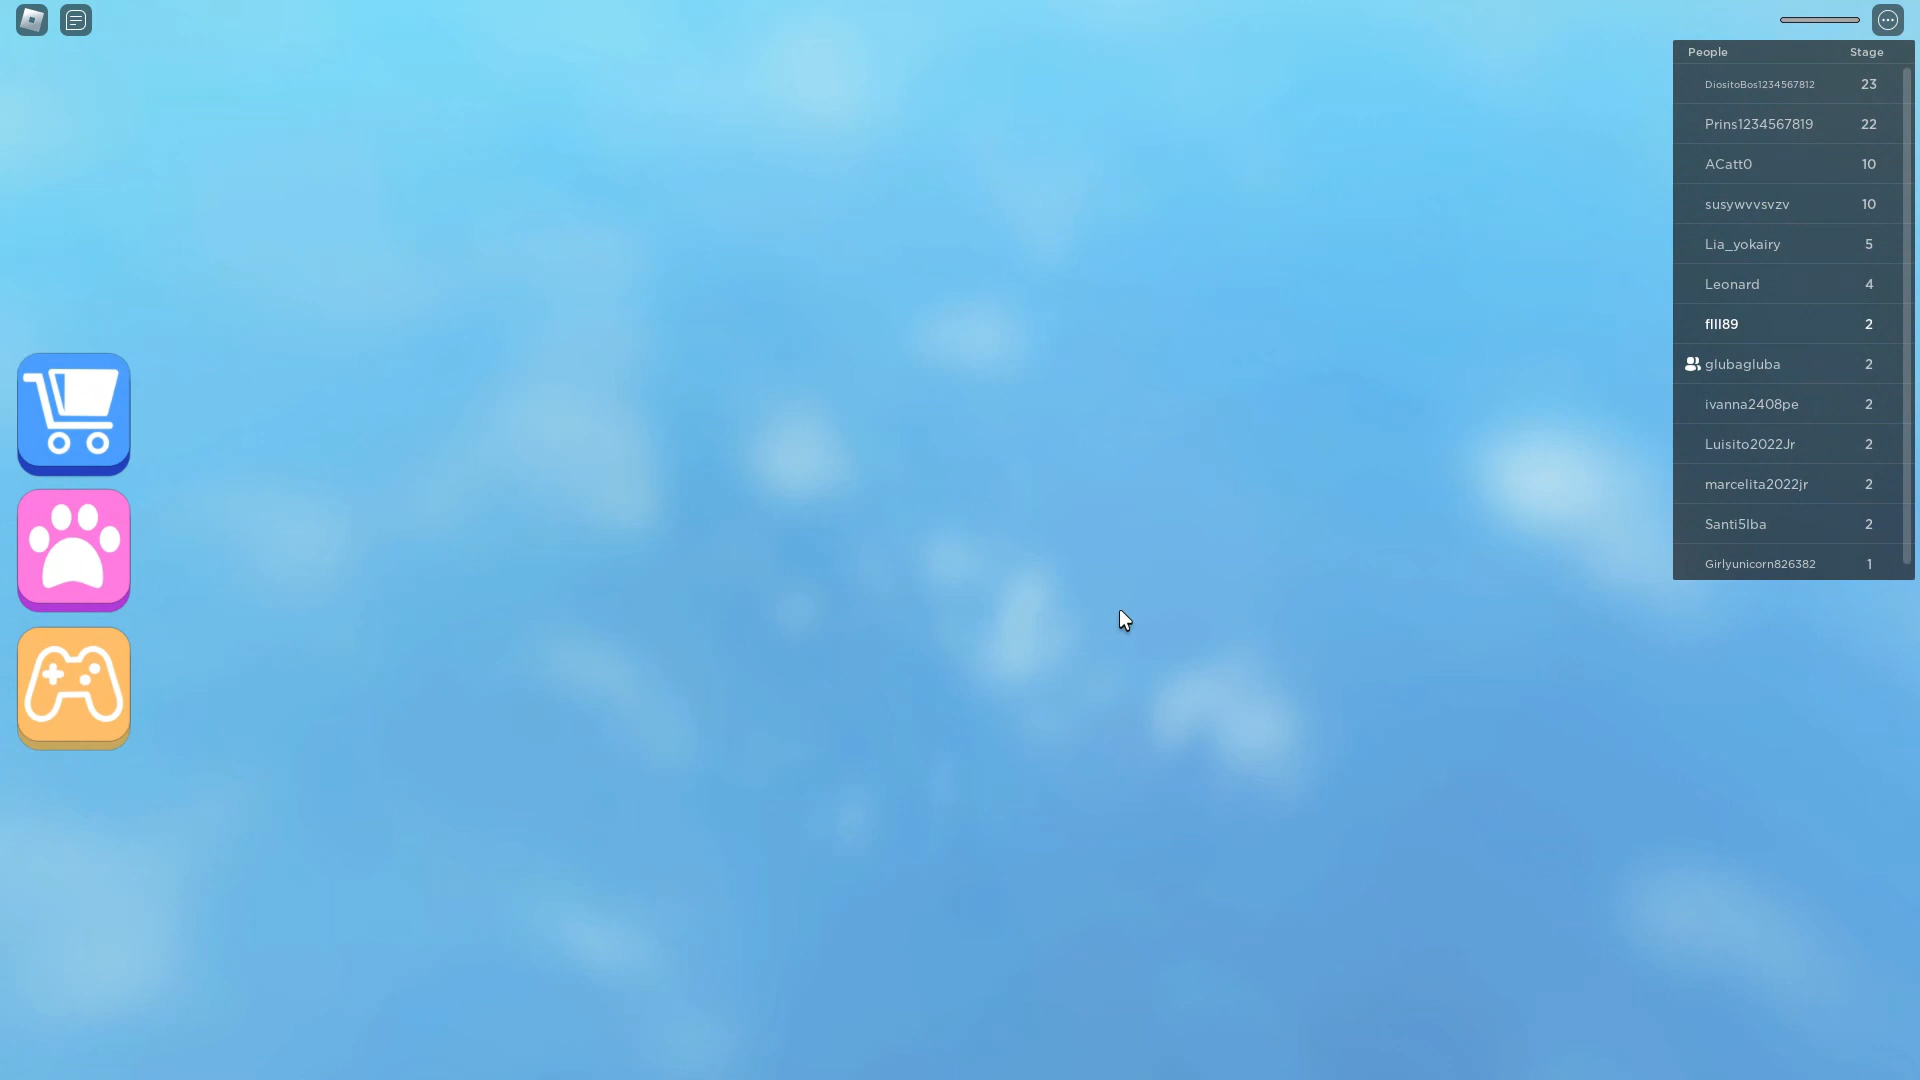 People Stage
DiositoBos1234567812 23
Prins1234567819 22
ACatt0 10
susywvvsvzv 10
Lia_yokairy 5
Leonard 4
flll89 2
glubagluba 2
ivanna2408pe 2
Luisito2022Jr 2
marcelita2022jr 2
Santi5lba 2
Girlyunicorn826382 1